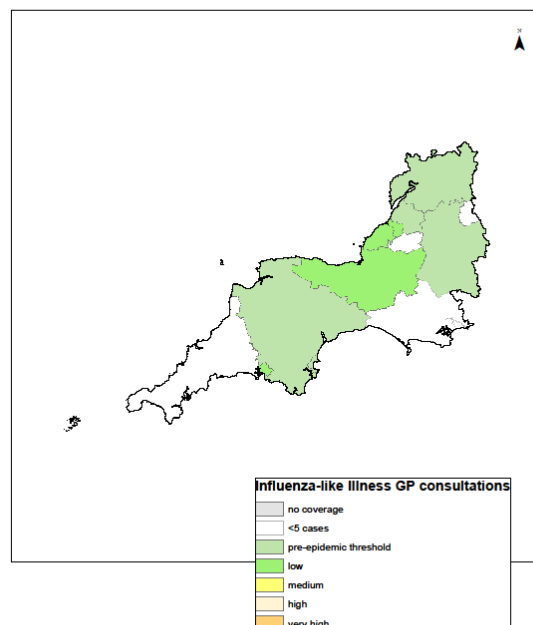 N
Influenza-like Illness GP consultations
no coverage
<5 cases
pre-epidemic threshold
low
medium
high
very high